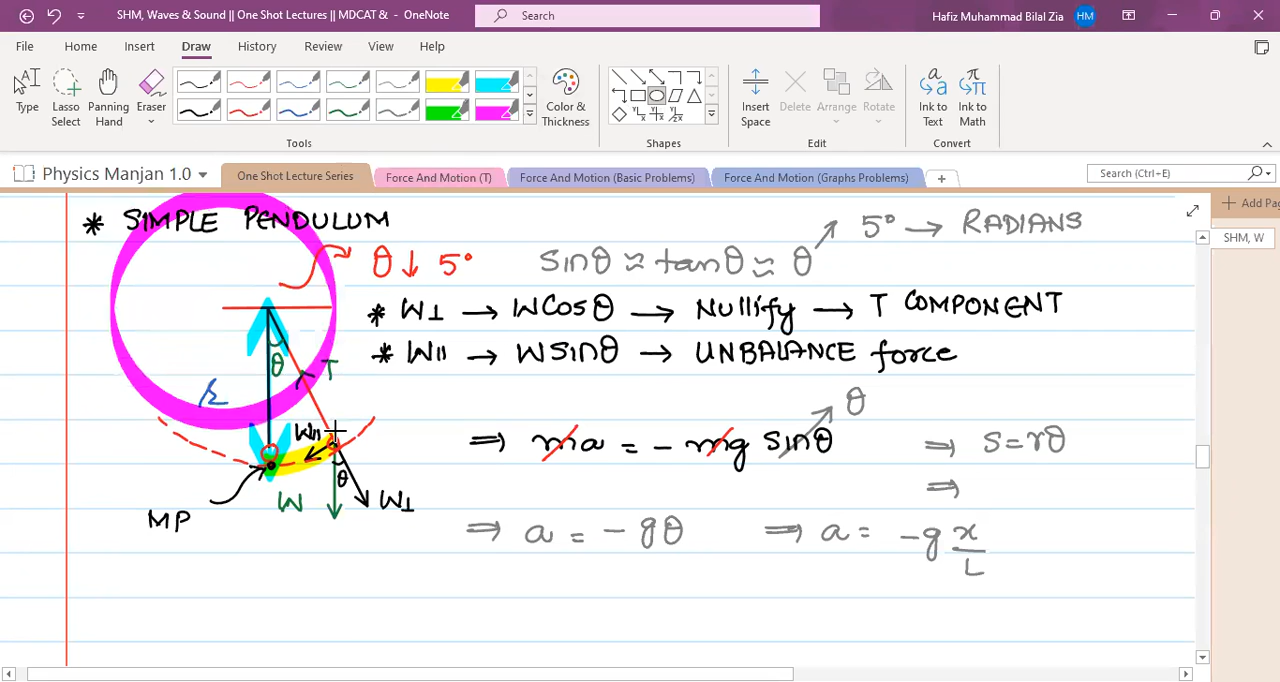 SHM, Waves & Sound || One Shot Lectures || MDCAT & - OneNote
Search
Hafiz Muhammad Bilal Zia HM
File Home Insert Draw History Review View Help
Type Lasso Select Panning Hand Eraser
Color & Thickness
Insert Space Delete Arrange Rotate
Ink to Text Ink to Math
Tools Shapes Edit Convert
Physics Manjan 1.0 One Shot Lecture Series Force And Motion (T) Force And Motion (Basic Problems) Force And Motion (Graphs Problems) +
Search (Ctrl+E)
+ Add Pag
SHM, W
* SIMPLE PENDULUM
θ ↓ 5°
sinθ ≈ tanθ ≈ θ ↗ 5° → RADIANS
* W⊥ → WCosθ → Nullify → T COMPONENT
* W|| → Wsinθ → UNBALANCE force
θ
T
W||
θ
W
W⊥
MP
⇒ ma = - mg sinθ ↗ θ
⇒ s = rθ
⇒
⇒ a = - gθ ⇒ a = -g x/L